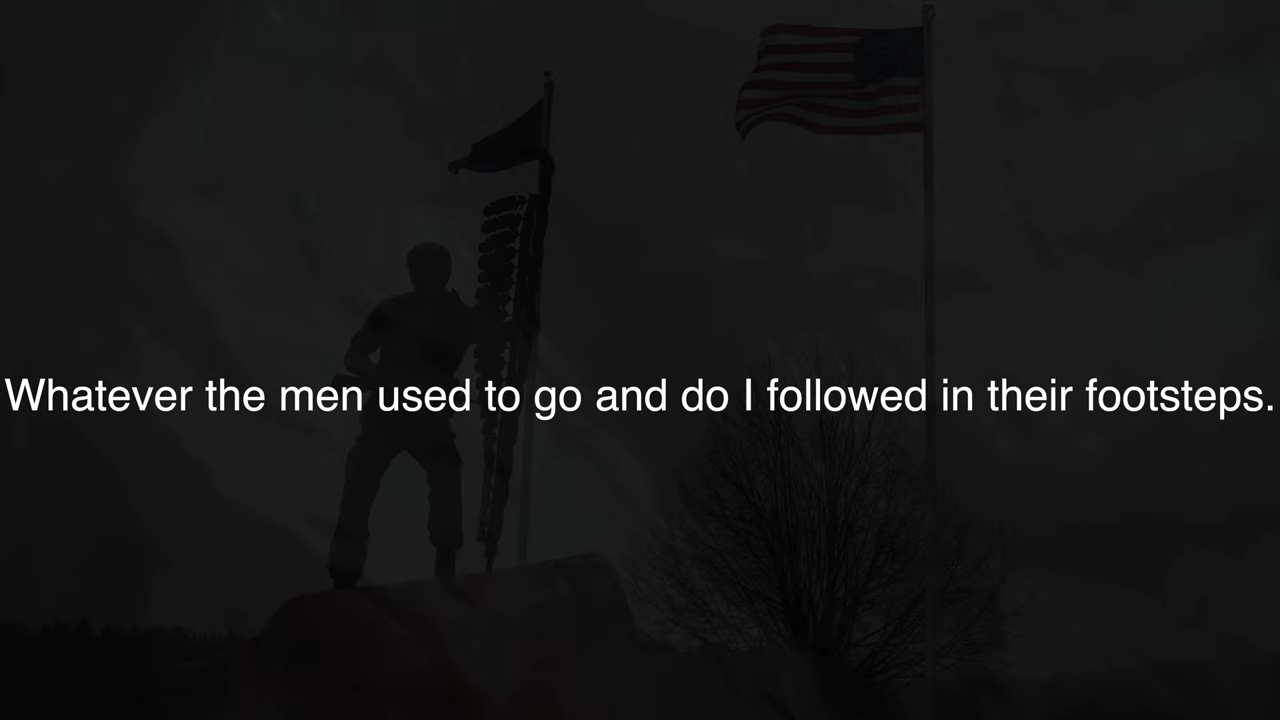 Whatever the men used to go and do I followed in their footsteps.